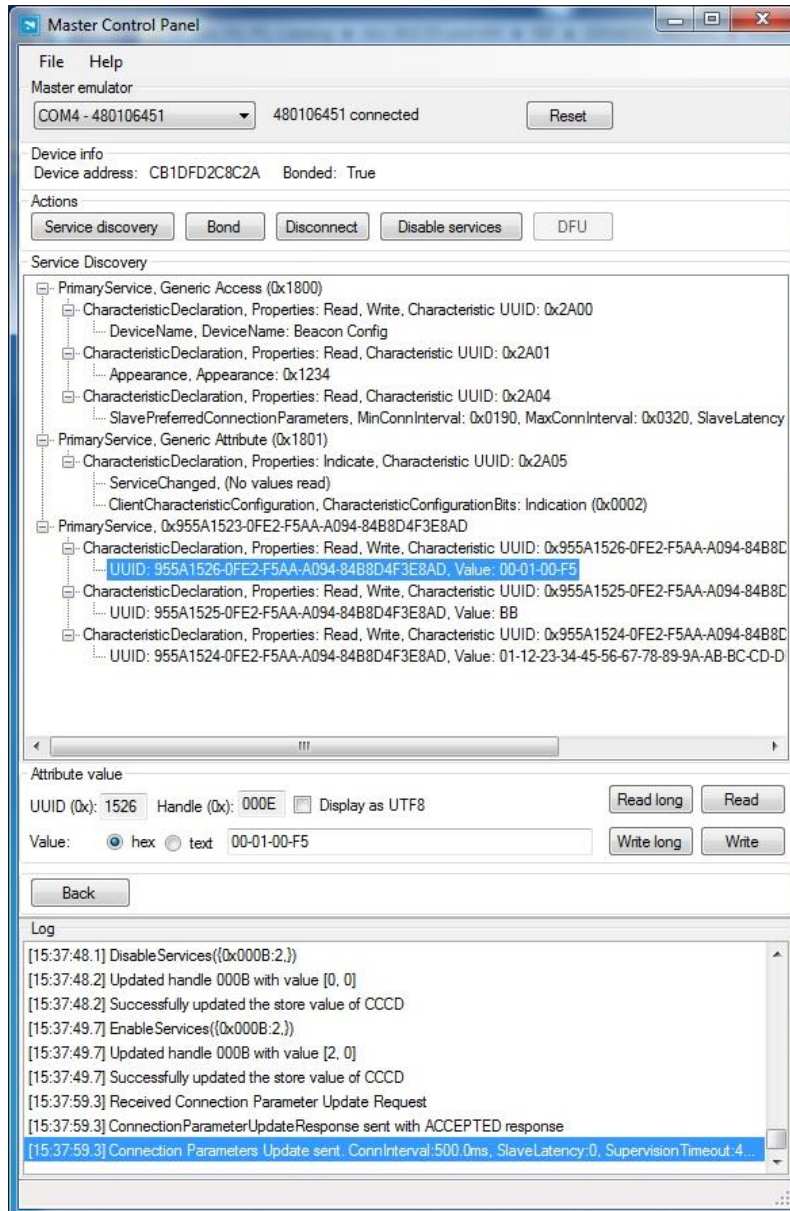 Master Control Panel
File Help
Master emulator
COM4 - 480106451 480106451 connected Reset
Device info
Device address: CB1DFD2C8C2A Bonded: True
Actions
Service discovery Bond Disconnect Disable services DFU
Service Discovery
PrimaryService, Generic Access (0x1800)
CharacteristicDeclaration, Properties: Read, Write, Characteristic UUID: 0x2A00
DeviceName, DeviceName: Beacon Config
CharacteristicDeclaration, Properties: Read, Characteristic UUID: 0x2A01
Appearance, Appearance: 0x1234
CharacteristicDeclaration, Properties: Read, Characteristic UUID: 0x2A04
SlavePreferredConnectionParameters, MinConnInterval: 0x0190, MaxConnInterval: 0x0320, SlaveLatency
PrimaryService, Generic Attribute (0x1801)
CharacteristicDeclaration, Properties: Indicate, Characteristic UUID: 0x2A05
ServiceChanged, (No values read)
ClientCharacteristicConfiguration, CharacteristicConfigurationBits: Indication (0x0002)
PrimaryService, 0x955A1523-0FE2-F5AA-A094-84B8D4F3E8AD
CharacteristicDeclaration, Properties: Read, Write, Characteristic UUID: 0x955A1526-0FE2-F5AA-A094-84B8D
UUID: 955A1526-0FE2-F5AA-A094-84B8D4F3E8AD, Value: 00-01-00-F5
CharacteristicDeclaration, Properties: Read, Write, Characteristic UUID: 0x955A1525-0FE2-F5AA-A094-84B8D
UUID: 955A1525-0FE2-F5AA-A094-84B8D4F3E8AD, Value: BB
CharacteristicDeclaration, Properties: Read, Write, Characteristic UUID: 0x955A1524-0FE2-F5AA-A094-84B8D
UUID: 955A1524-0FE2-F5AA-A094-84B8D4F3E8AD, Value: 01-12-23-34-45-56-67-78-89-9A-AB-BC-CD-D
Attribute value
UUID (0x): 1526 Handle (0x): 000E Display as UTF8 Read long Read
Value: hex text 00-01-00-F5 Write long Write
Back
Log
[15:37:48.1] DisableServices({0x000B:2,})
[15:37:48.2] Updated handle 000B with value [0, 0]
[15:37:48.2] Successfully updated the store value of CCCD
[15:37:49.7] EnableServices({0x000B:2,})
[15:37:49.7] Updated handle 000B with value [2, 0]
[15:37:49.7] Successfully updated the store value of CCCD
[15:37:59.3] Received Connection Parameter Update Request
[15:37:59.3] ConnectionParameterUpdateResponse sent with ACCEPTED response
[15:37:59.3] Connection Parameters Update sent. ConnInterval:500.0ms, SlaveLatency:0, SupervisionTimeout:4...